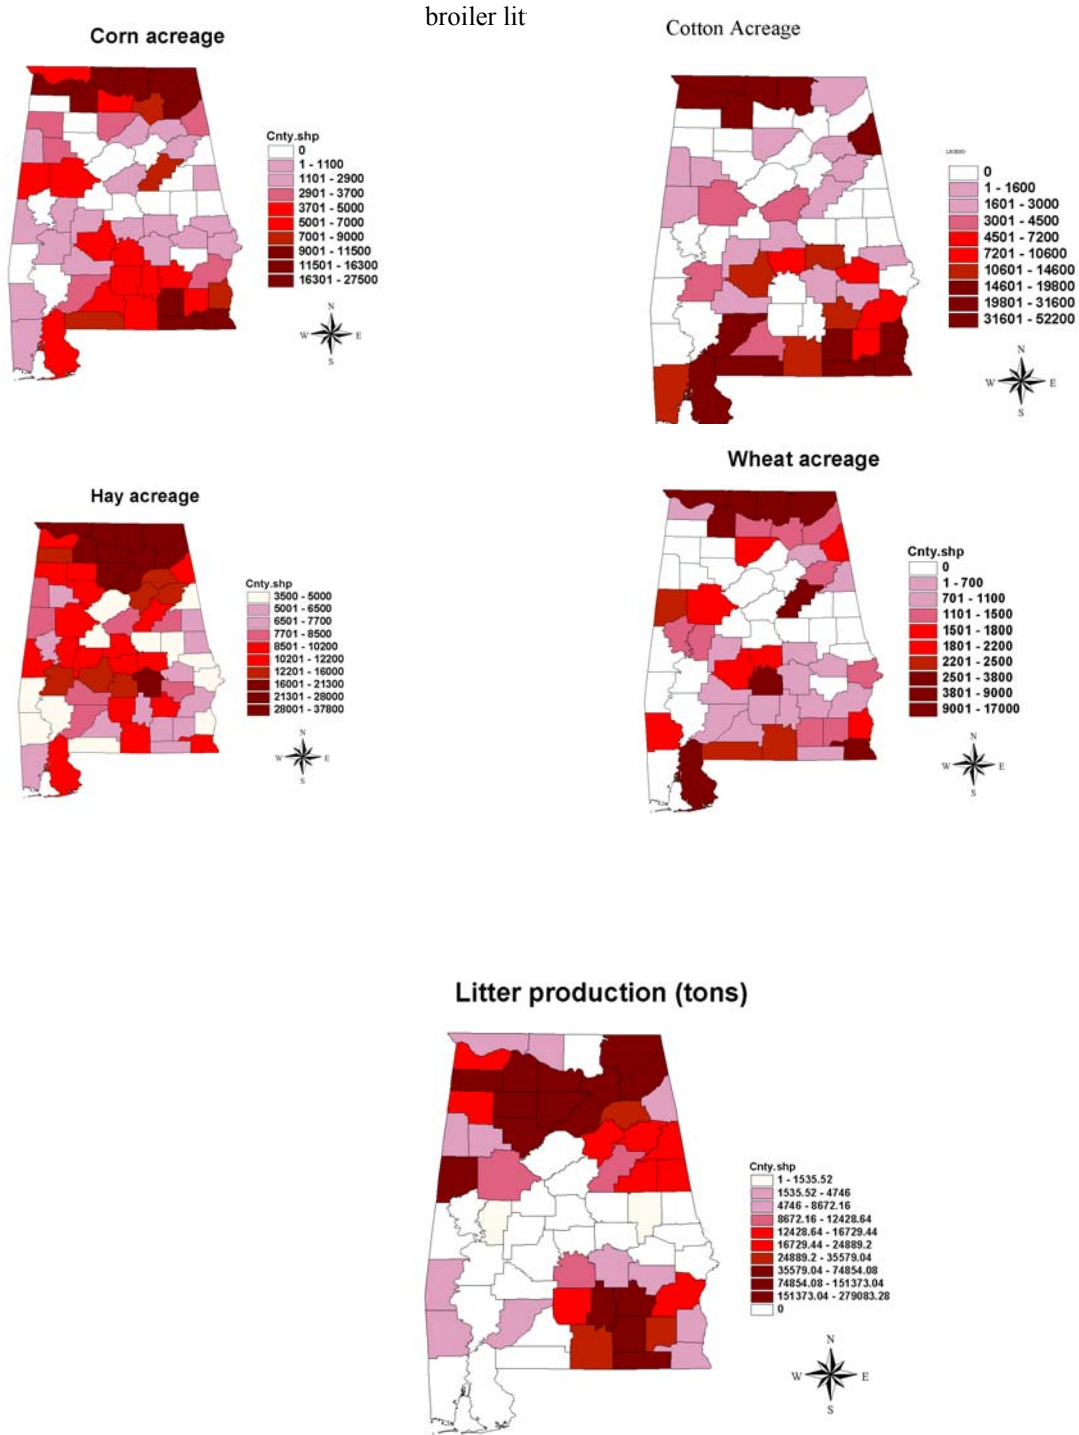 broiler lit
Corn acreage
Cnty.shp
0
1 - 1100
1101 - 2900
2901 - 3700
3701 - 5000
5001 - 7000
7001 - 9000
9001 - 11500
11501 - 16300
16301 - 27500
N
W E
S
Cotton Acreage
0
1 - 1600
1601 - 3000
3001 - 4500
4501 - 7200
7201 - 10600
10601 - 14600
14601 - 19800
19801 - 31600
31601 - 52200
N
W E
S
Hay acreage
Cnty.shp
3500 - 5000
5001 - 6500
6501 - 7700
7701 - 8500
8501 - 10200
10201 - 12200
12201 - 16000
16001 - 21300
21301 - 28000
28001 - 37800
N
W E
S
Wheat acreage
Cnty.shp
0
1 - 700
701 - 1100
1101 - 1500
1501 - 1800
1801 - 2200
2201 - 2500
2501 - 3800
3801 - 9000
9001 - 17000
N
W E
S
Litter production (tons)
Cnty.shp
1 - 1535.52
1535.52 - 4746
4746 - 8672.16
8672.16 - 12428.64
12428.64 - 16729.44
16729.44 - 24889.2
24889.2 - 35579.04
35579.04 - 74854.08
74854.08 - 151373.04
151373.04 - 279083.28
0
N
W E
S